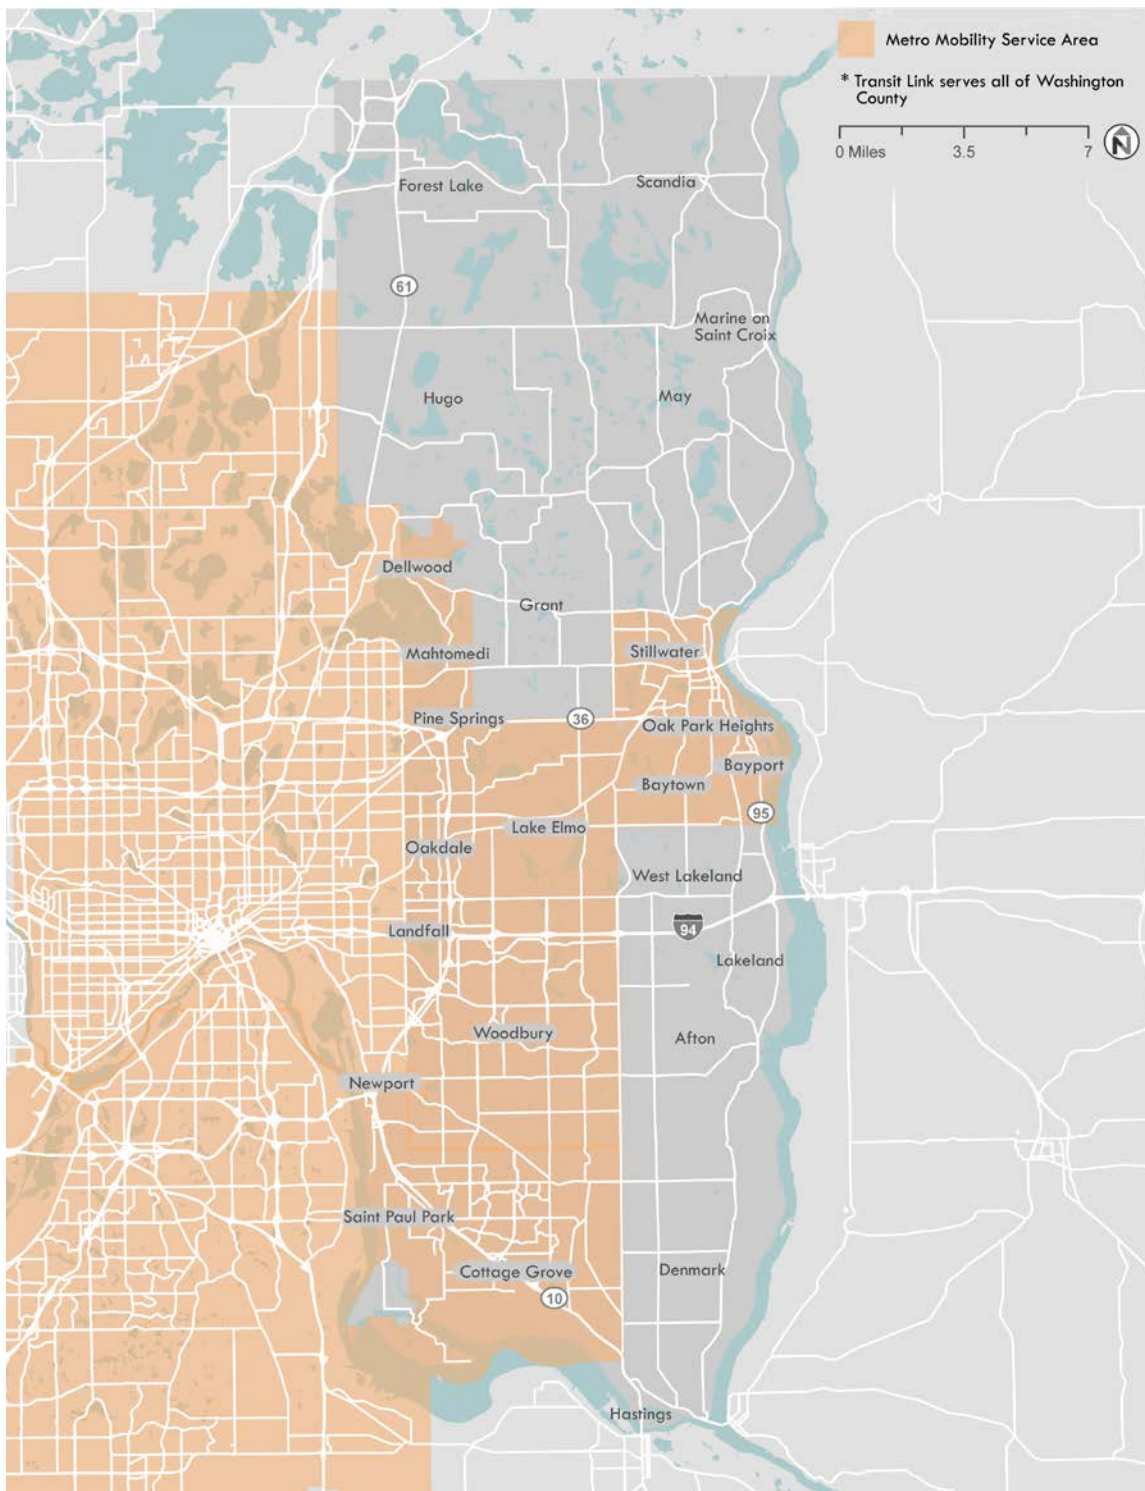 Metro Mobility Service Area
* Transit Link serves all of Washington
County
0 Miles 3.5 7
N
Forest Lake
Scandia
61
Marine on
Saint Croix
Hugo
May
Dellwood
Grant
Mahtomedi
Stillwater
Pine Springs
36
Oak Park Heights
Bayport
Baytown
95
Lake Elmo
Oakdale
West Lakeland
Landfall
94
Lakeland
Woodbury
Afton
Newport
Saint Paul Park
Cottage Grove
Denmark
10
Hastings